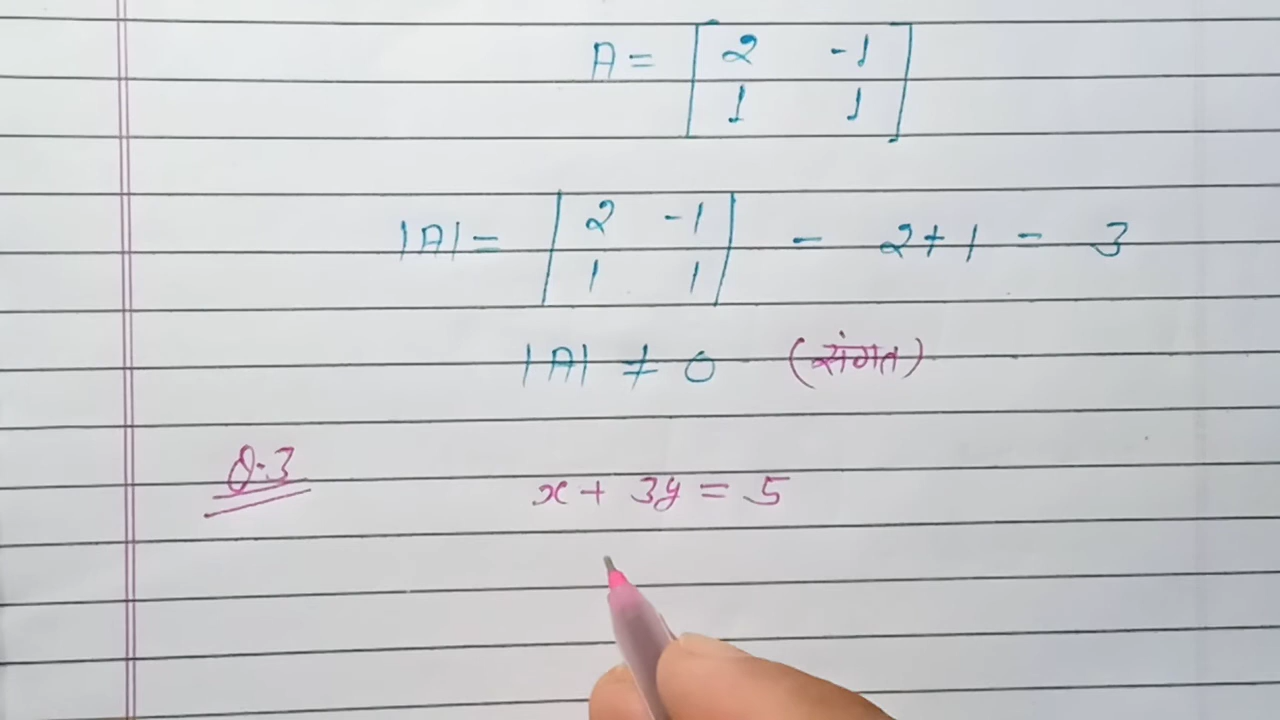 A = [ 2 -1
1 1 ]
|A| = | 2 -1
1 1 | = 2+1 = 3
|A| ≠ 0 (संगत)
Q.3 x + 3y = 5